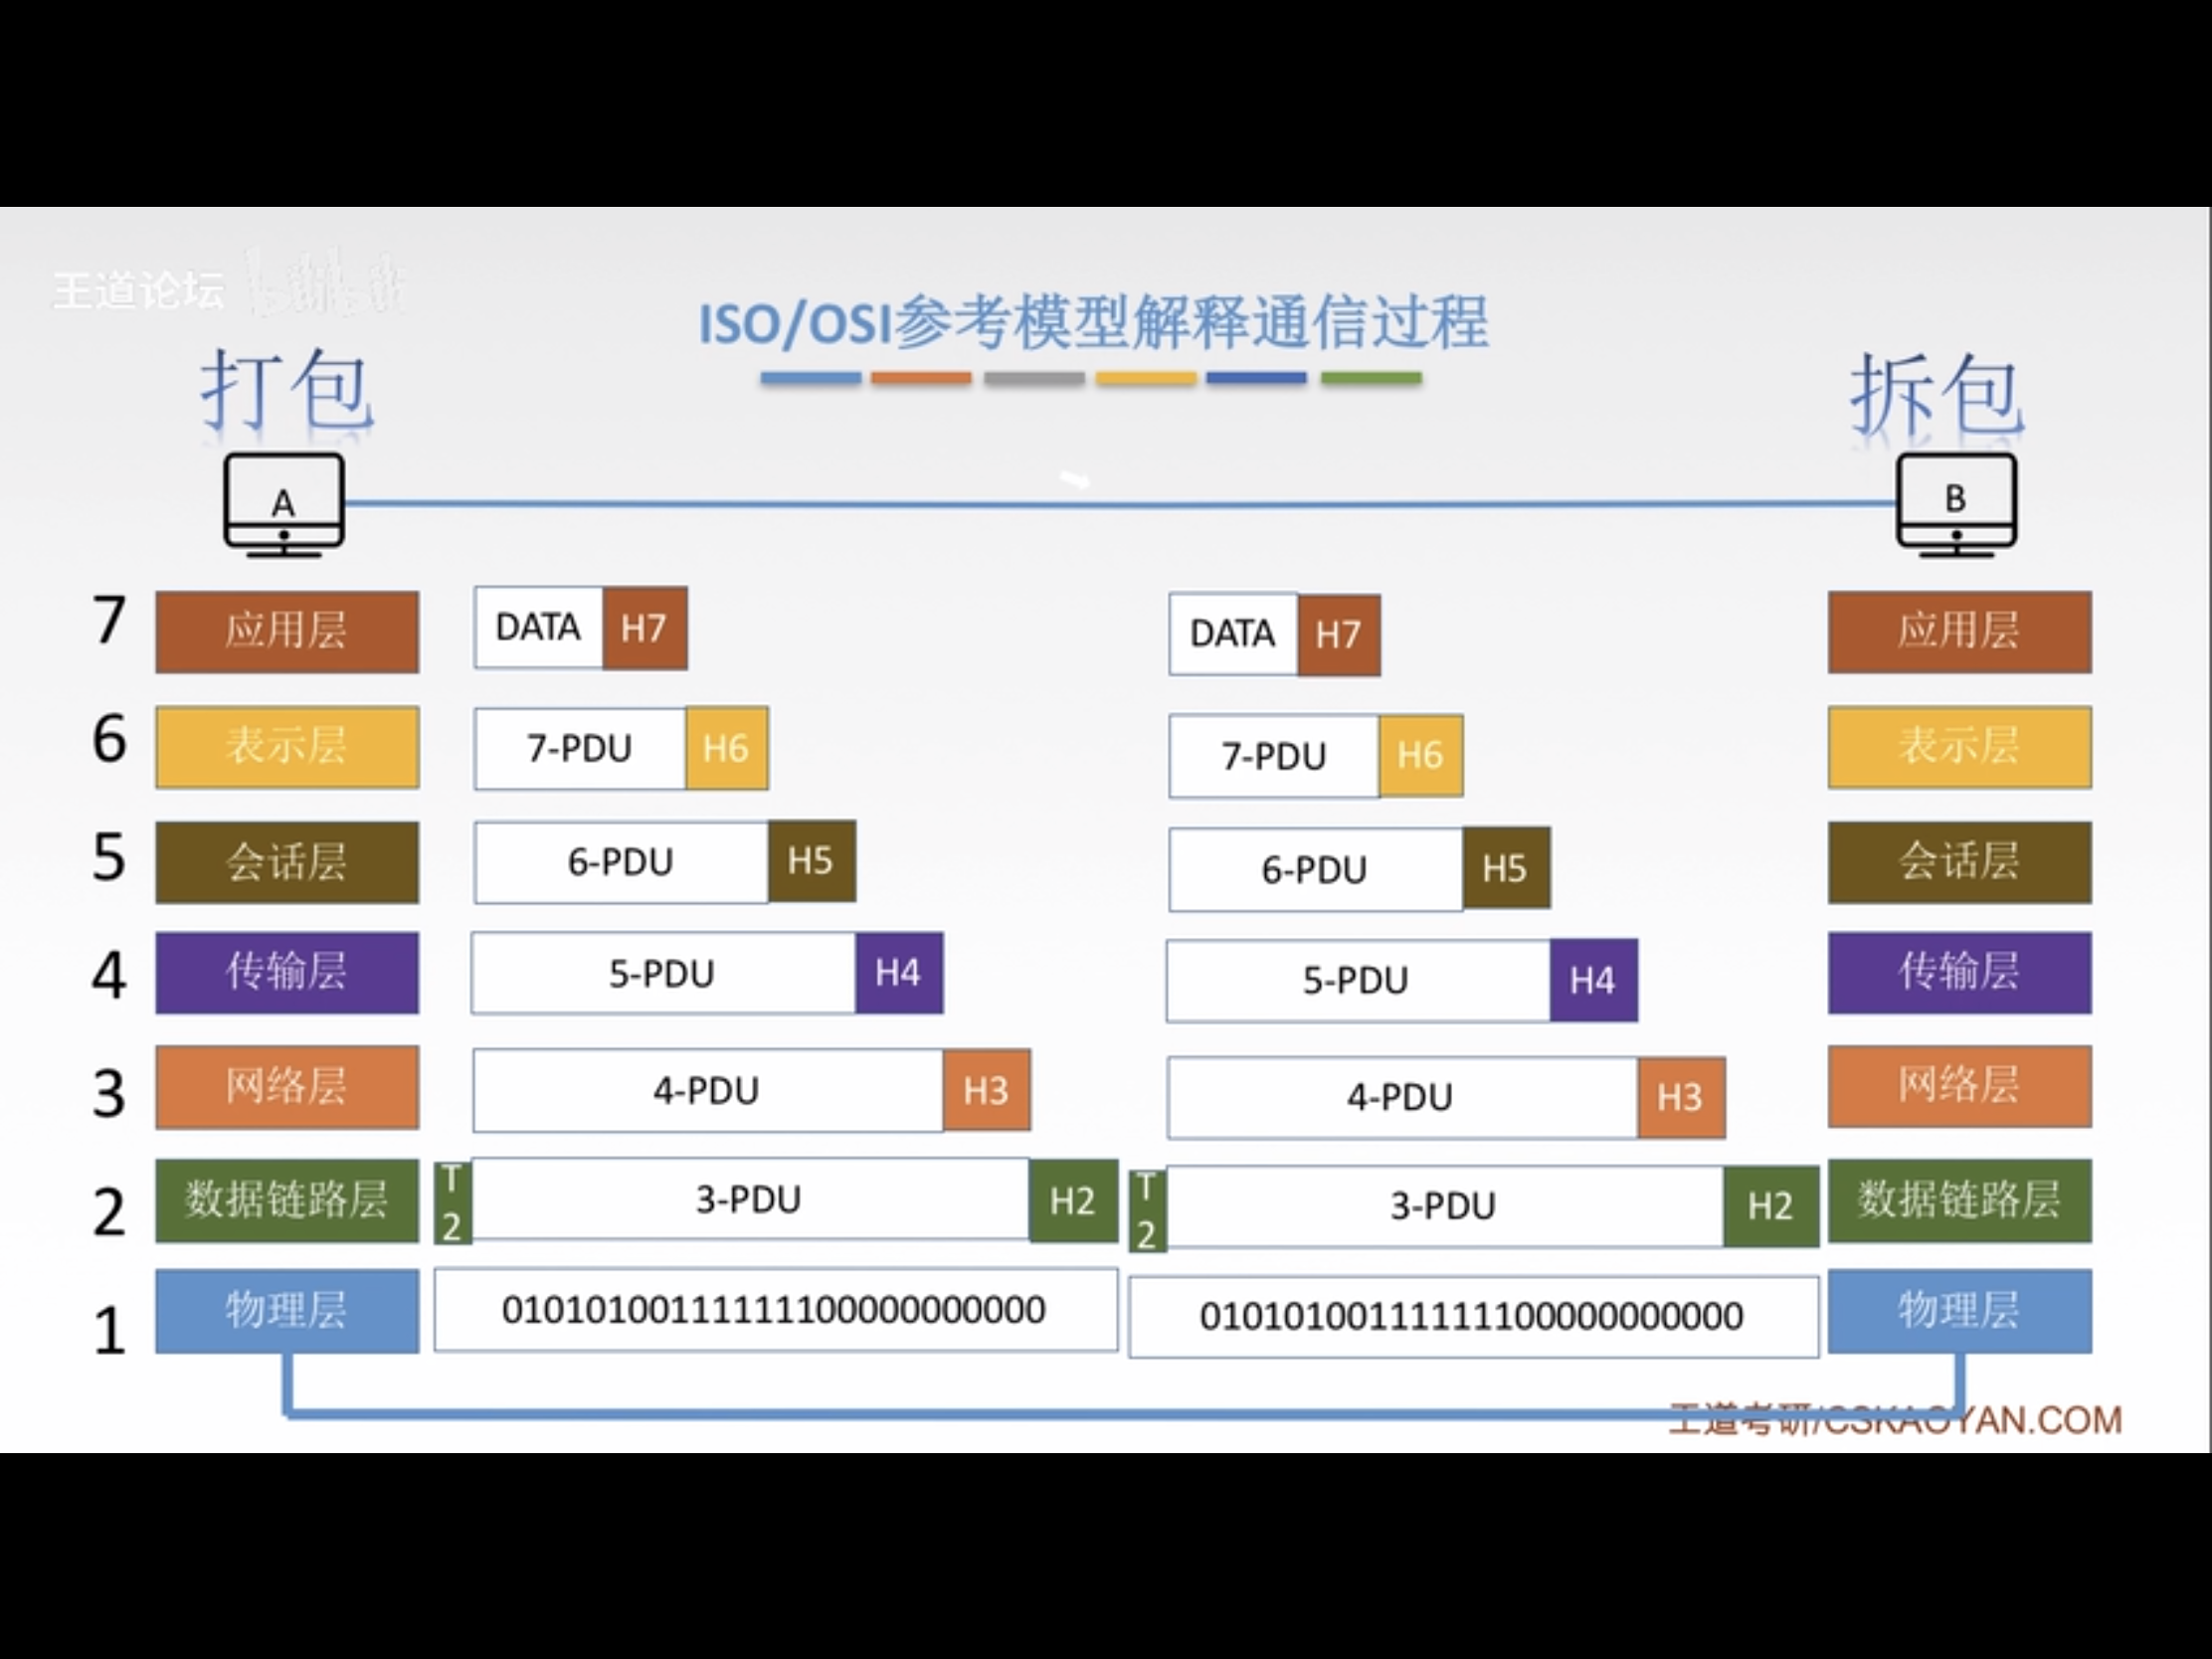 王道论坛 bilibili
ISO/OSI参考模型解释通信过程
打包
拆包
A
B
7 应用层 DATA H7 DATA H7 应用层
6 表示层 7-PDU H6 7-PDU H6 表示层
5 会话层 6-PDU H5 6-PDU H5 会话层
4 传输层 5-PDU H4 5-PDU H4 传输层
3 网络层 4-PDU H3 4-PDU H3 网络层
2 数据链路层 T2 3-PDU H2 T2 3-PDU H2 数据链路层
1 物理层 01010100111111100000000000 01010100111111100000000000 物理层
王道考研/CSKAOYAN.COM